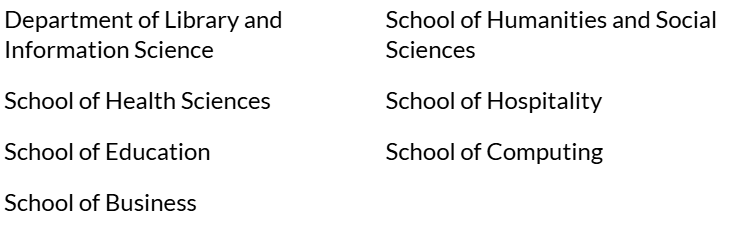 Department of Library and
Information Science
School of Health Sciences
School of Education
School of Business
School of Humanities and Social
Sciences
School of Hospitality
School of Computing